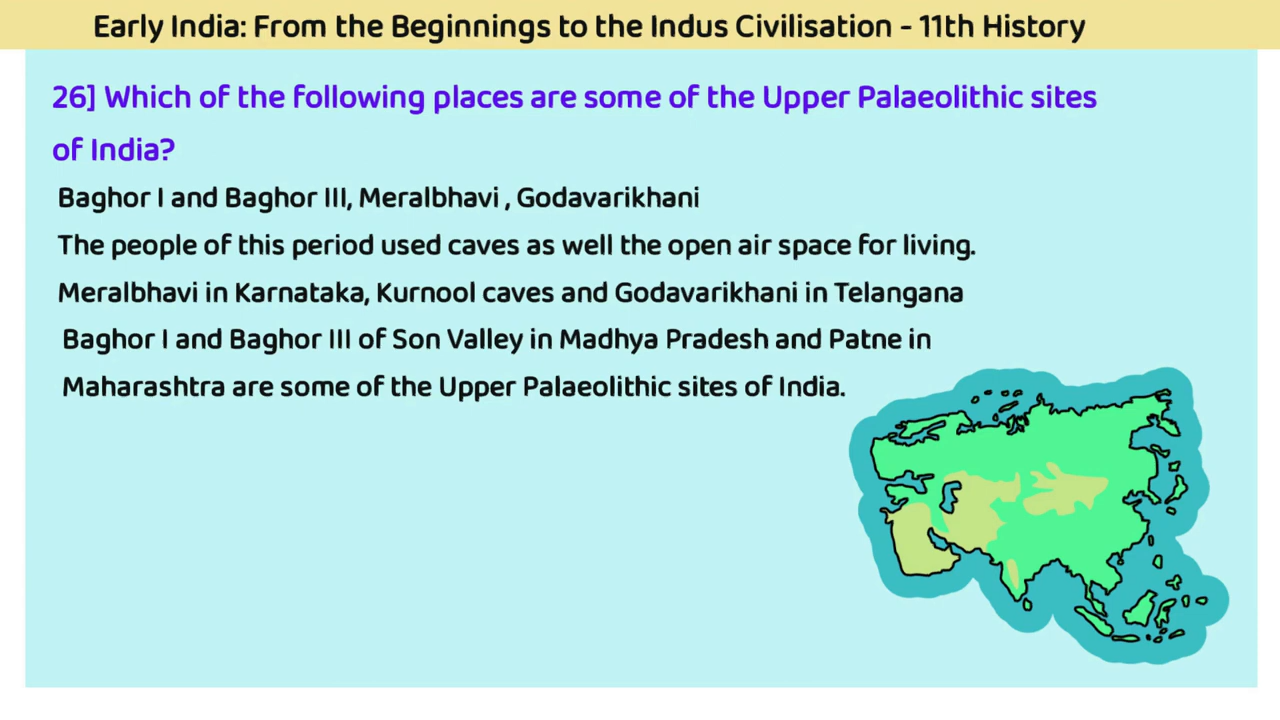 Early India: From the Beginnings to the Indus Civilisation - 11th History
26] Which of the following places are some of the Upper Palaeolithic sites
of India?
Baghor I and Baghor III, Meralbhavi , Godavarikhani
The people of this period used caves as well the open air space for living.
Meralbhavi in Karnataka, Kurnool caves and Godavarikhani in Telangana
Baghor I and Baghor III of Son Valley in Madhya Pradesh and Patne in
Maharashtra are some of the Upper Palaeolithic sites of India.